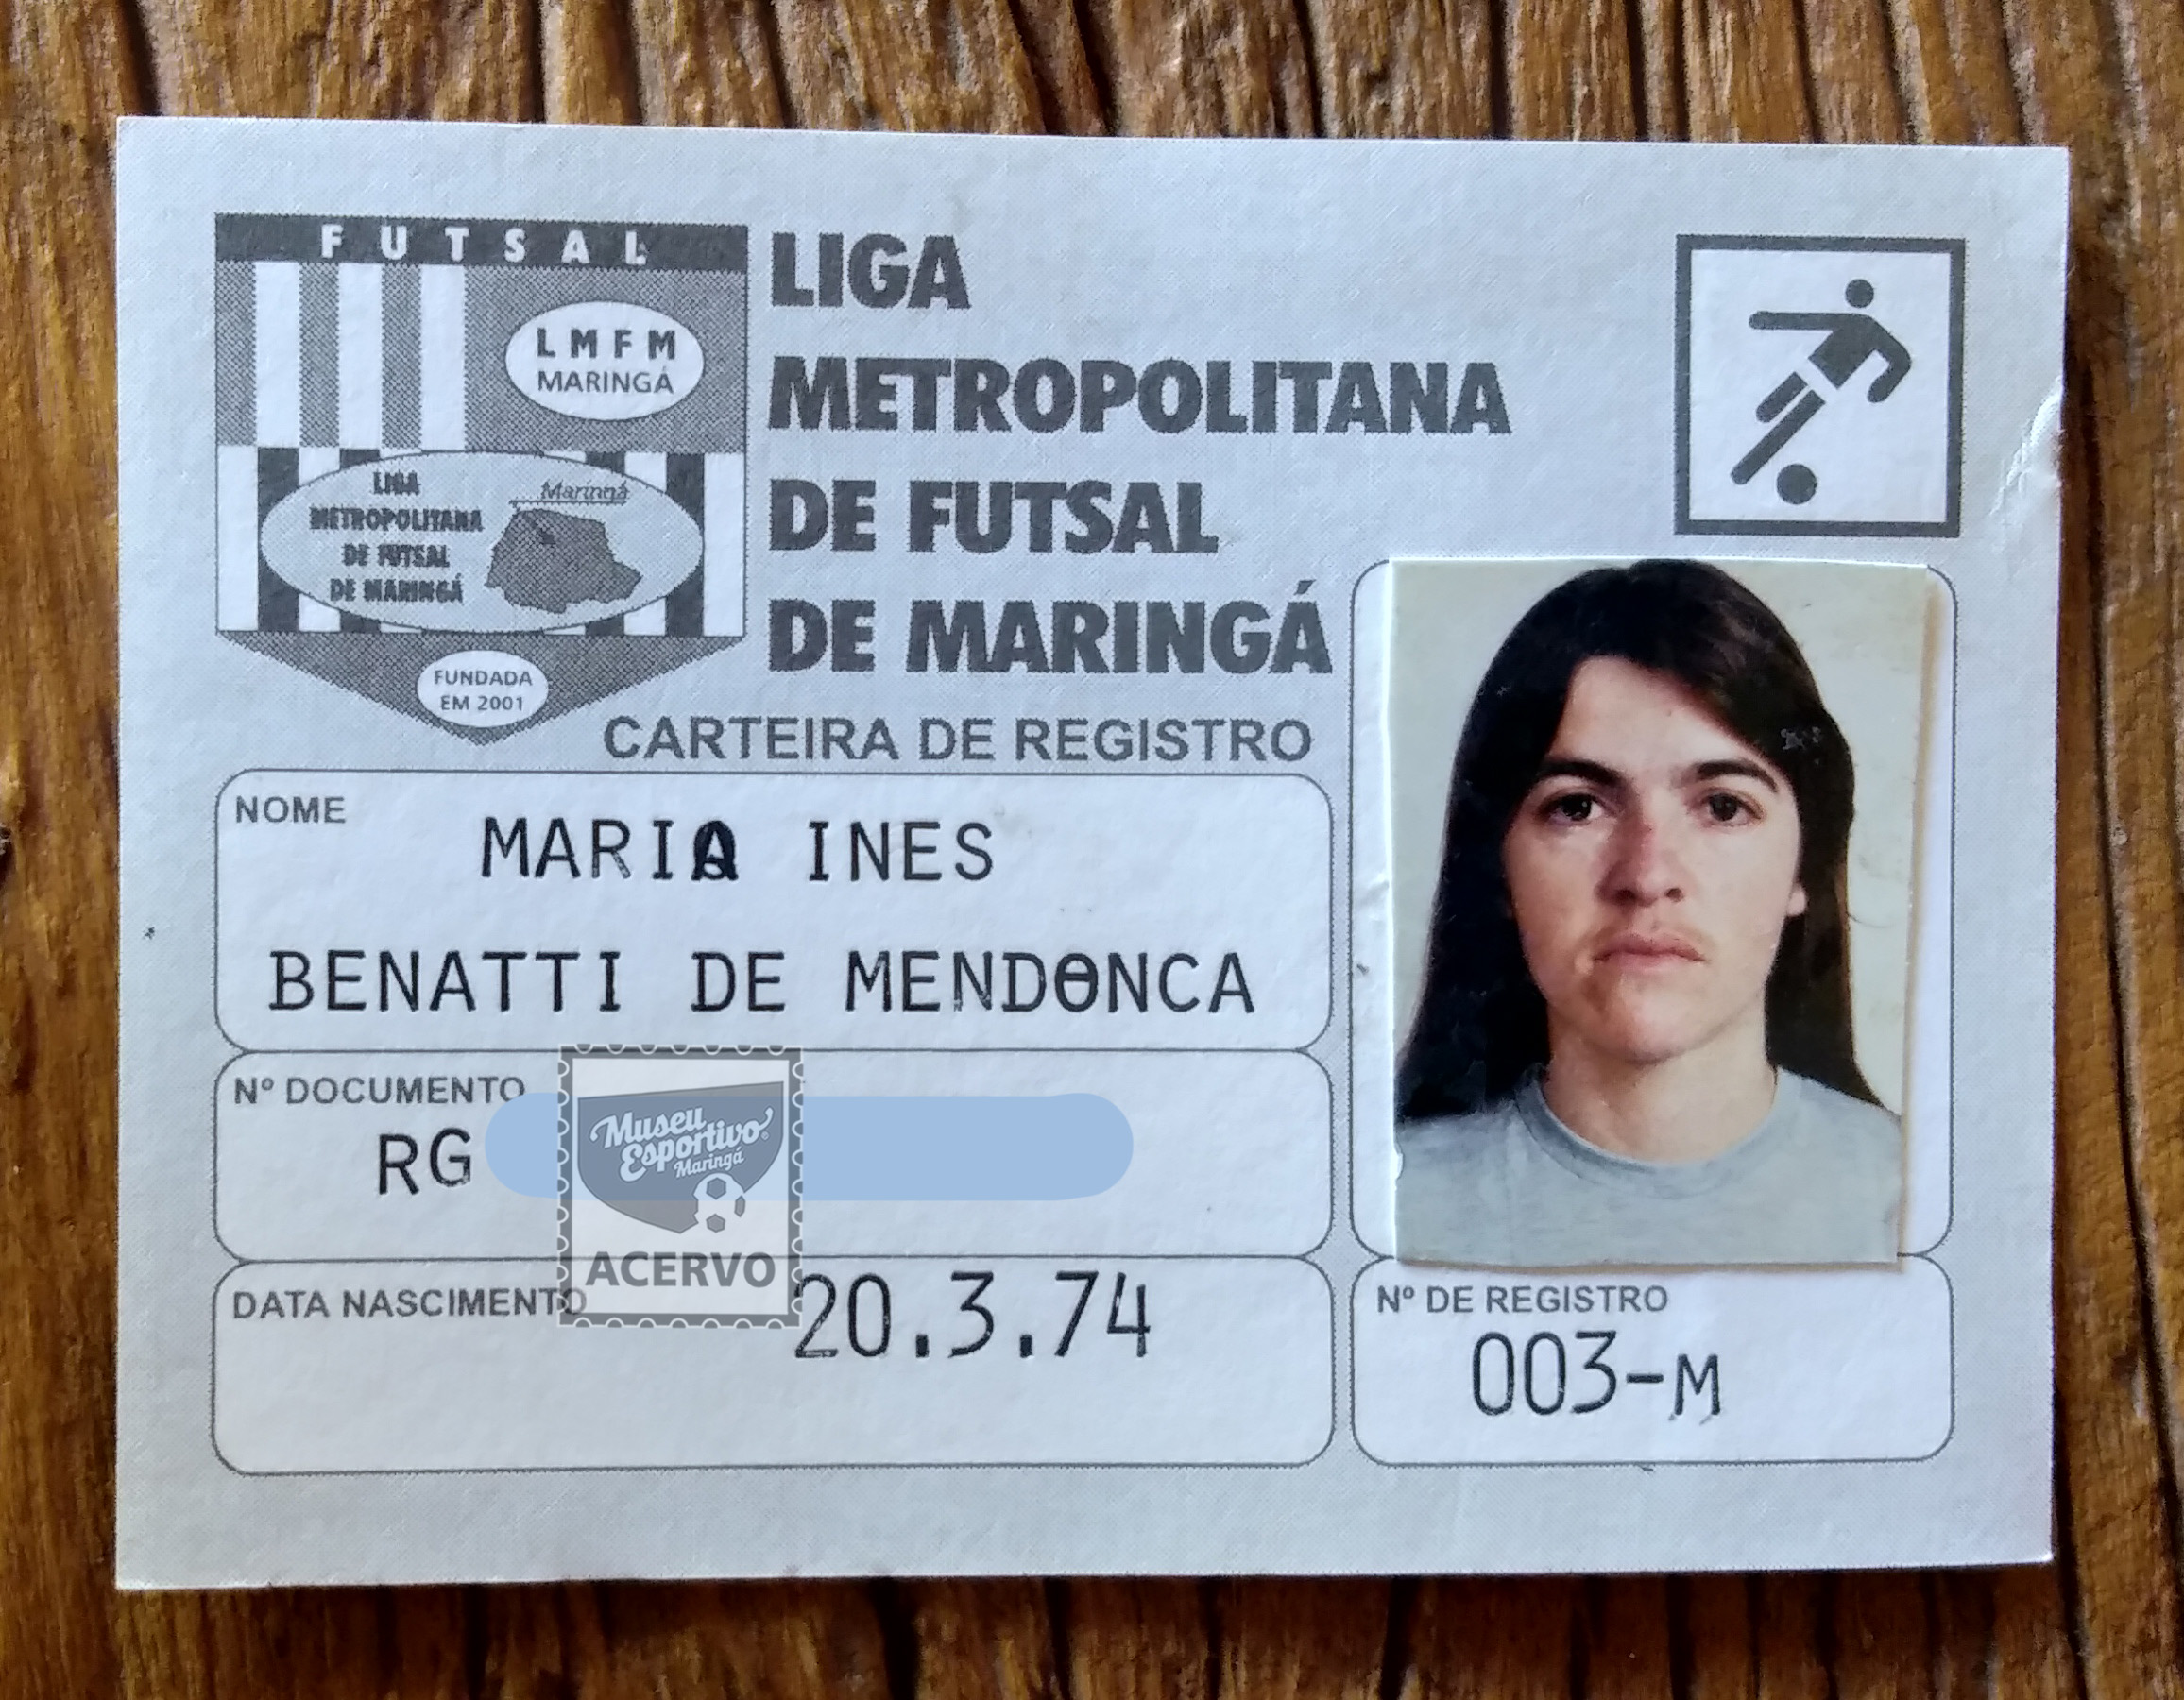 FUTSAL
LMFM
MARINGÁ
LIGA
METROPOLITANA
DE FUTSAL
DE MARINGÁ
Maringá
FUNDADA
EM 2001
LIGA
METROPOLITANA
DE FUTSAL
DE MARINGÁ
CARTEIRA DE REGISTRO
NOME
MARIA INES
BENATTI DE MENDONCA
Nº DOCUMENTO
RG
Museu
Esportivo
Maringá
ACERVO
DATA NASCIMENTO
20.3.74
Nº DE REGISTRO
003-M